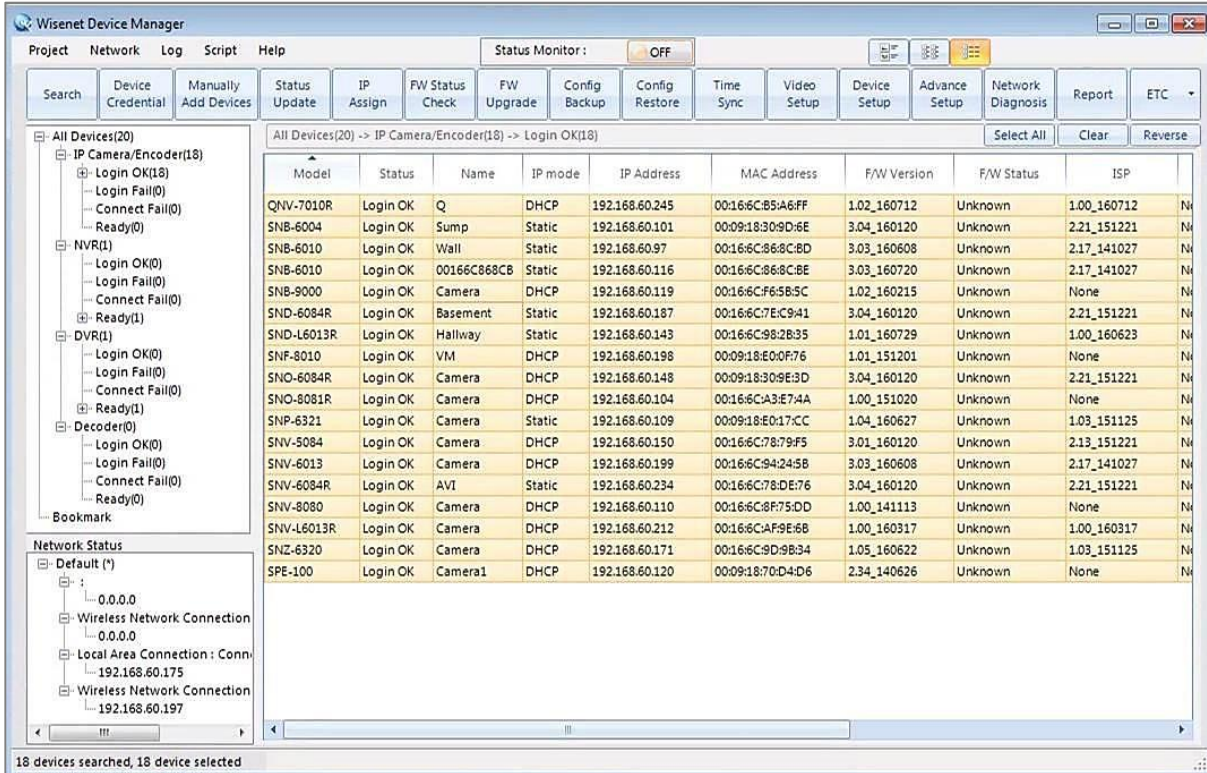 Wisenet Device Manager
Project Network Log Script Help Status Monitor : OFF
Search Device Credential Manually Add Devices Status Update IP Assign FW Status Check FW Upgrade Config Backup Config Restore Time Sync Video Setup Device Setup Advance Setup Network Diagnosis Report ETC
All Devices(20)
IP Camera/Encoder(18)
Login OK(18)
Login Fail(0)
Connect Fail(0)
Ready(0)
NVR(1)
Login OK(0)
Login Fail(0)
Connect Fail(0)
Ready(1)
DVR(1)
Login OK(0)
Login Fail(0)
Connect Fail(0)
Ready(1)
Decoder(0)
Login OK(0)
Login Fail(0)
Connect Fail(0)
Ready(0)
Bookmark
Network Status
Default (*)
:
0.0.0.0
Wireless Network Connection
0.0.0.0
Local Area Connection : Conn
192.168.60.175
Wireless Network Connection
192.168.60.197
All Devices(20) -> IP Camera/Encoder(18) -> Login OK(18) Select All Clear Reverse
Model Status Name IP mode IP Address MAC Address F/W Version F/W Status ISP
QNV-7010R Login OK Q DHCP 192.168.60.245 00:16:6C:B5:A6:FF 1.02_160712 Unknown 1.00_160712 No
SNB-6004 Login OK Sump Static 192.168.60.101 00:09:18:30:9D:6E 3.04_160120 Unknown 2.21_151221 No
SNB-6010 Login OK Wall Static 192.168.60.97 00:16:6C:86:8C:BD 3.03_160608 Unknown 2.17_141027 No
SNB-6010 Login OK 00166C868CB Static 192.168.60.116 00:16:6C:86:8C:BE 3.03_160720 Unknown 2.17_141027 No
SNB-9000 Login OK Camera DHCP 192.168.60.119 00:16:6C:F6:5B:5C 1.02_160215 Unknown None No
SND-6084R Login OK Basement Static 192.168.60.187 00:16:6C:7E:C9:41 3.04_160120 Unknown 2.21_151221 No
SND-L6013R Login OK Hallway Static 192.168.60.143 00:16:6C:98:2B:35 1.01_160729 Unknown 1.00_160623 No
SNF-8010 Login OK VM DHCP 192.168.60.198 00:09:18:E0:0F:76 1.01_151201 Unknown None No
SNO-6084R Login OK Camera DHCP 192.168.60.148 00:09:18:30:9E:3D 3.04_160120 Unknown 2.21_151221 No
SNO-8081R Login OK Camera DHCP 192.168.60.104 00:16:6C:A3:E7:4A 1.00_151020 Unknown None No
SNP-6321 Login OK Camera Static 192.168.60.109 00:09:18:E0:17:CC 1.04_160627 Unknown 1.03_151125 No
SNV-5084 Login OK Camera DHCP 192.168.60.150 00:16:6C:78:79:F5 3.01_160120 Unknown 2.13_151221 No
SNV-6013 Login OK Camera DHCP 192.168.60.199 00:16:6C:94:24:5B 3.03_160608 Unknown 2.17_141027 No
SNV-6084R Login OK AVI Static 192.168.60.234 00:16:6C:78:DE:76 3.04_160120 Unknown 2.21_151221 No
SNV-8080 Login OK Camera DHCP 192.168.60.110 00:16:6C:8F:75:DD 1.00_141113 Unknown None No
SNV-L6013R Login OK Camera DHCP 192.168.60.212 00:16:6C:AF:9E:6B 1.00_160317 Unknown 1.00_160317 No
SNZ-6320 Login OK Camera DHCP 192.168.60.171 00:16:6C:9D:9B:34 1.05_160622 Unknown 1.03_151125 No
SPE-100 Login OK Camera1 DHCP 192.168.60.120 00:09:18:70:D4:D6 2.34_140626 Unknown None No
18 devices searched, 18 device selected